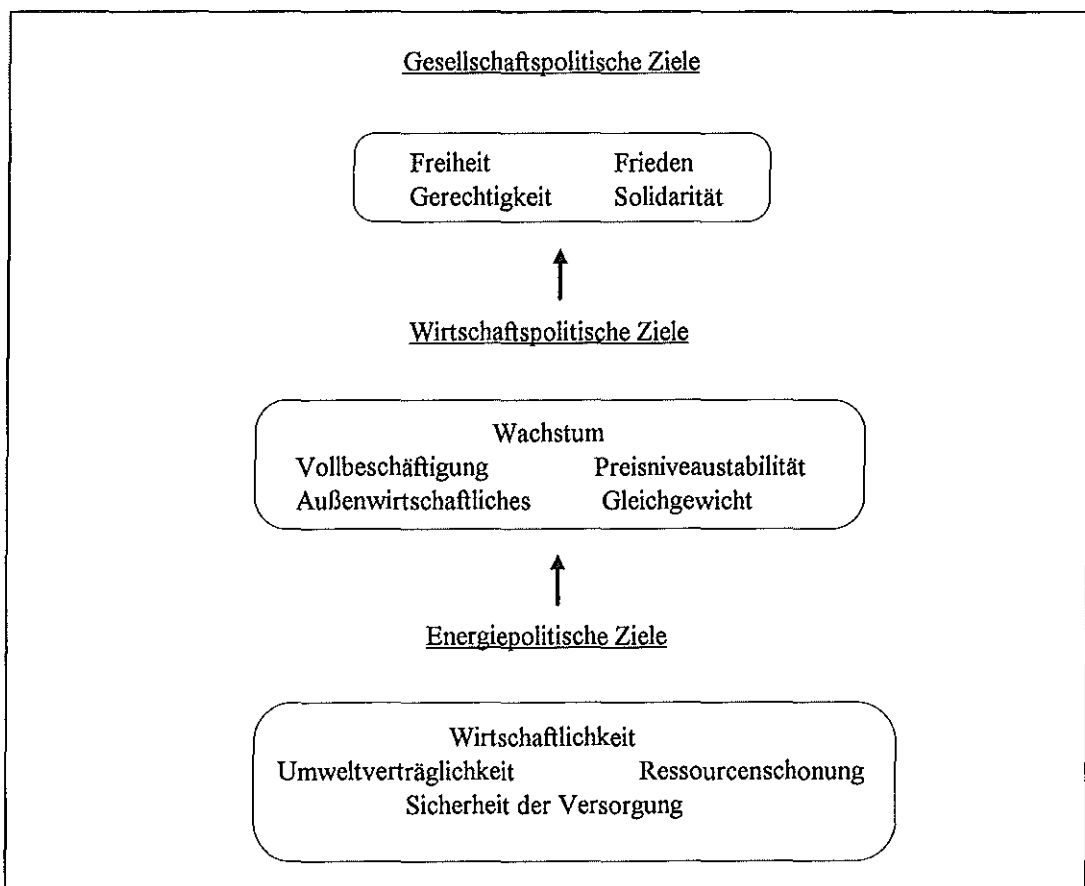 Gesellschaftspolitische Ziele
Freiheit Frieden
Gerechtigkeit Solidarität
Wirtschaftspolitische Ziele
Wachstum
Vollbeschäftigung Preisniveaustabilität
Außenwirtschaftliches Gleichgewicht
Energiepolitische Ziele
Wirtschaftlichkeit
Umweltverträglichkeit Ressourcenschonung
Sicherheit der Versorgung